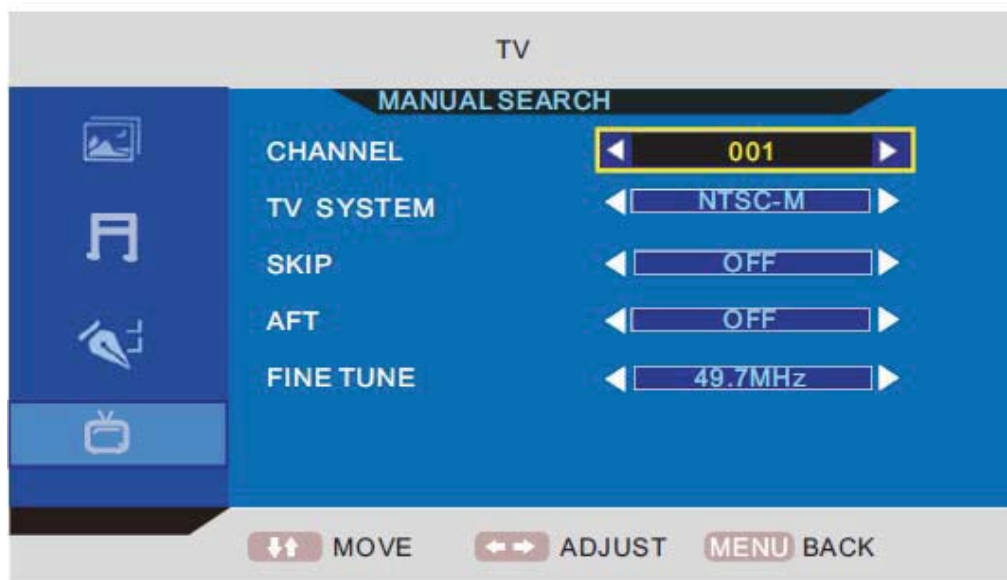 TV
MANUAL SEARCH
CHANNEL 001
TV SYSTEM NTSC-M
SKIP OFF
AFT OFF
FINE TUNE 49.7MHz
MOVE ADJUST MENU BACK